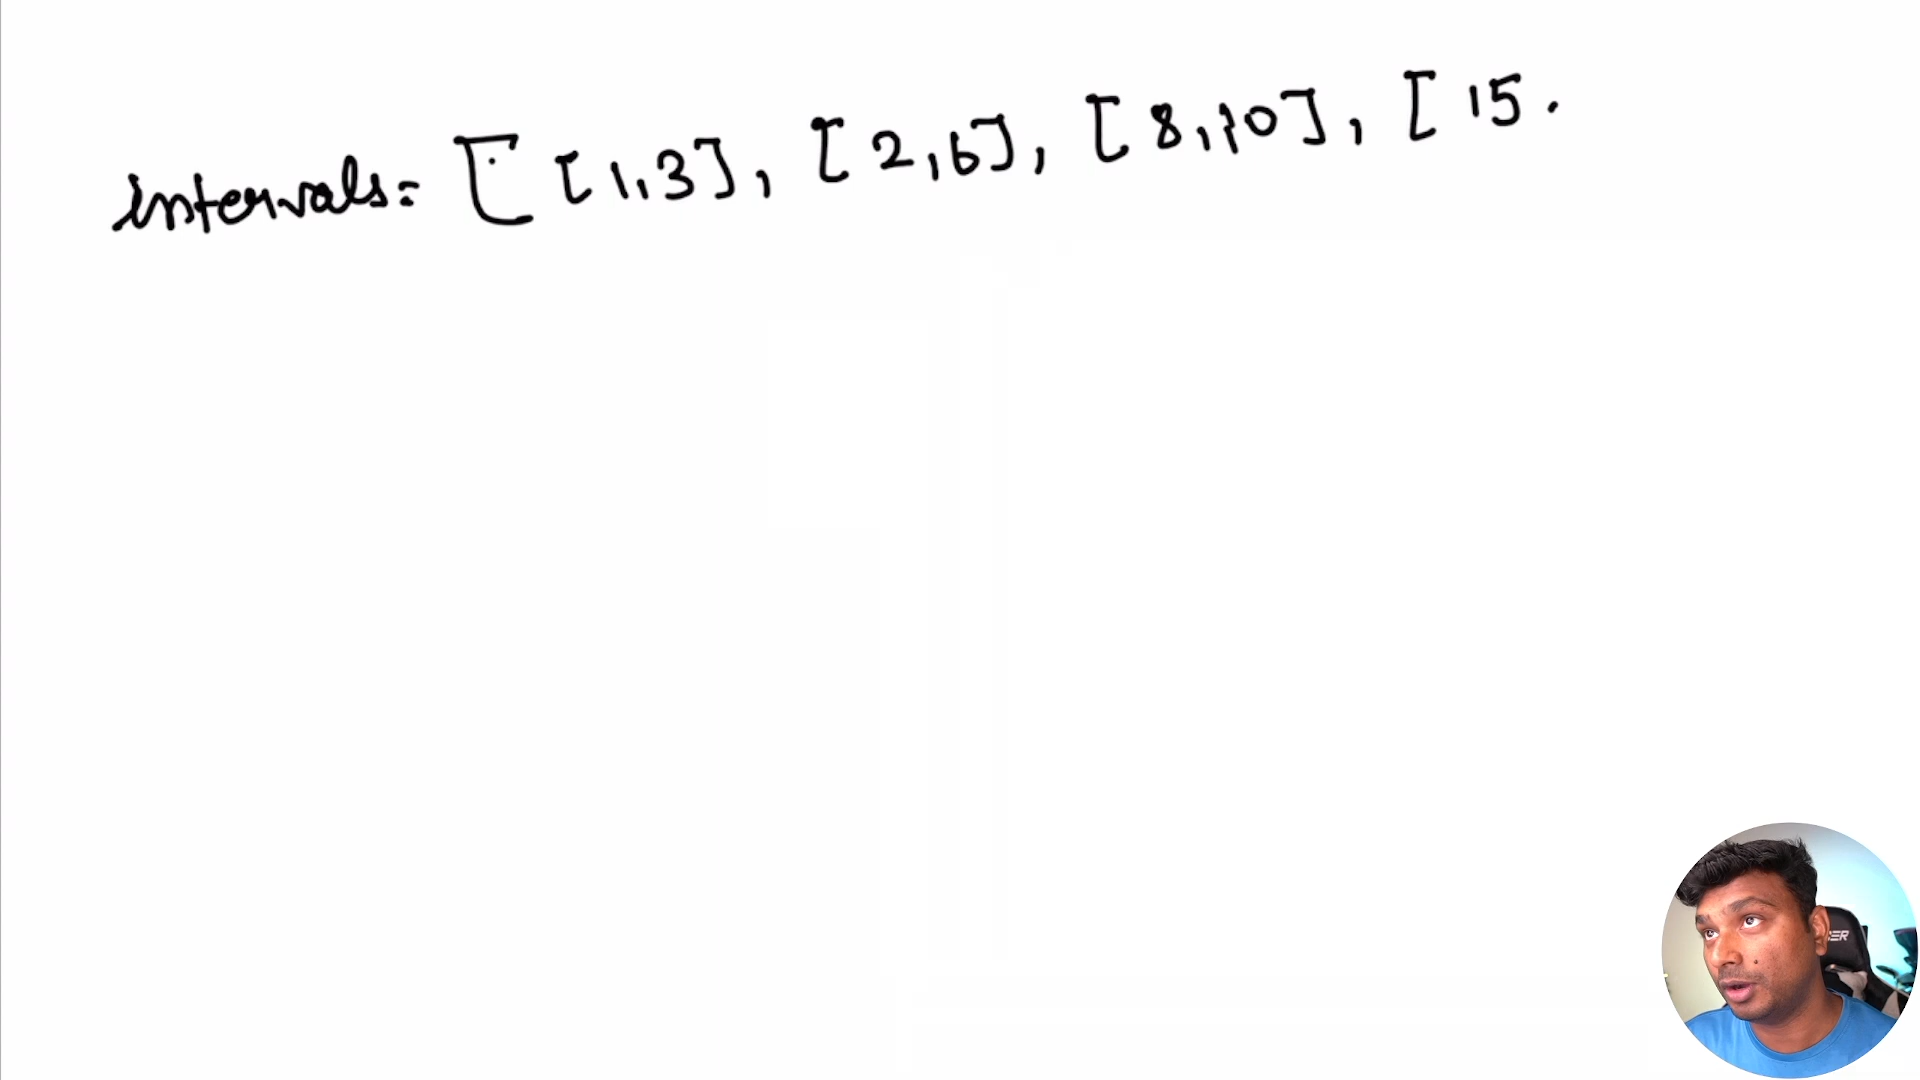 intervals= [ [1,3], [2,6], [8,10], [15.